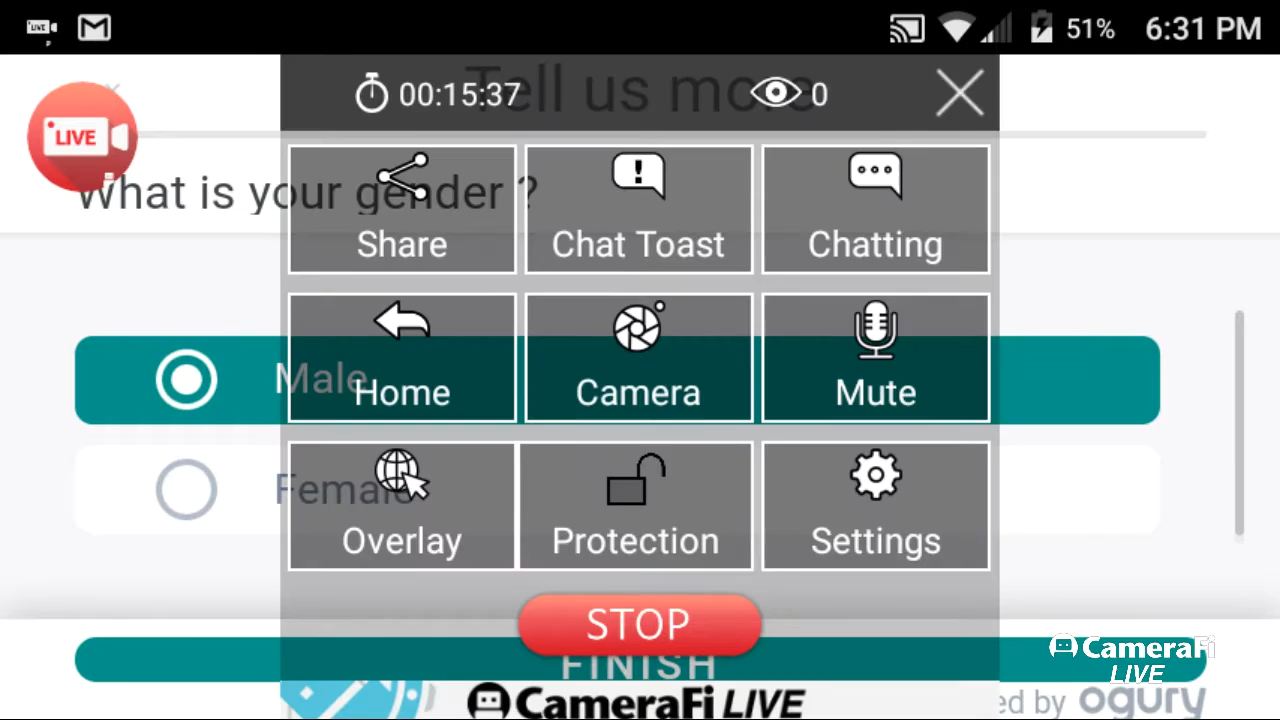 LIVE 51% 6:31 PM
Tell us more
00:15:37 0
LIVE
What is your gender ?
Share Chat Toast Chatting
Male
Home Camera Mute
Female
Overlay Protection Settings
STOP
FINISH
CameraFi LIVE
CameraFi
LIVE
ed by ogury